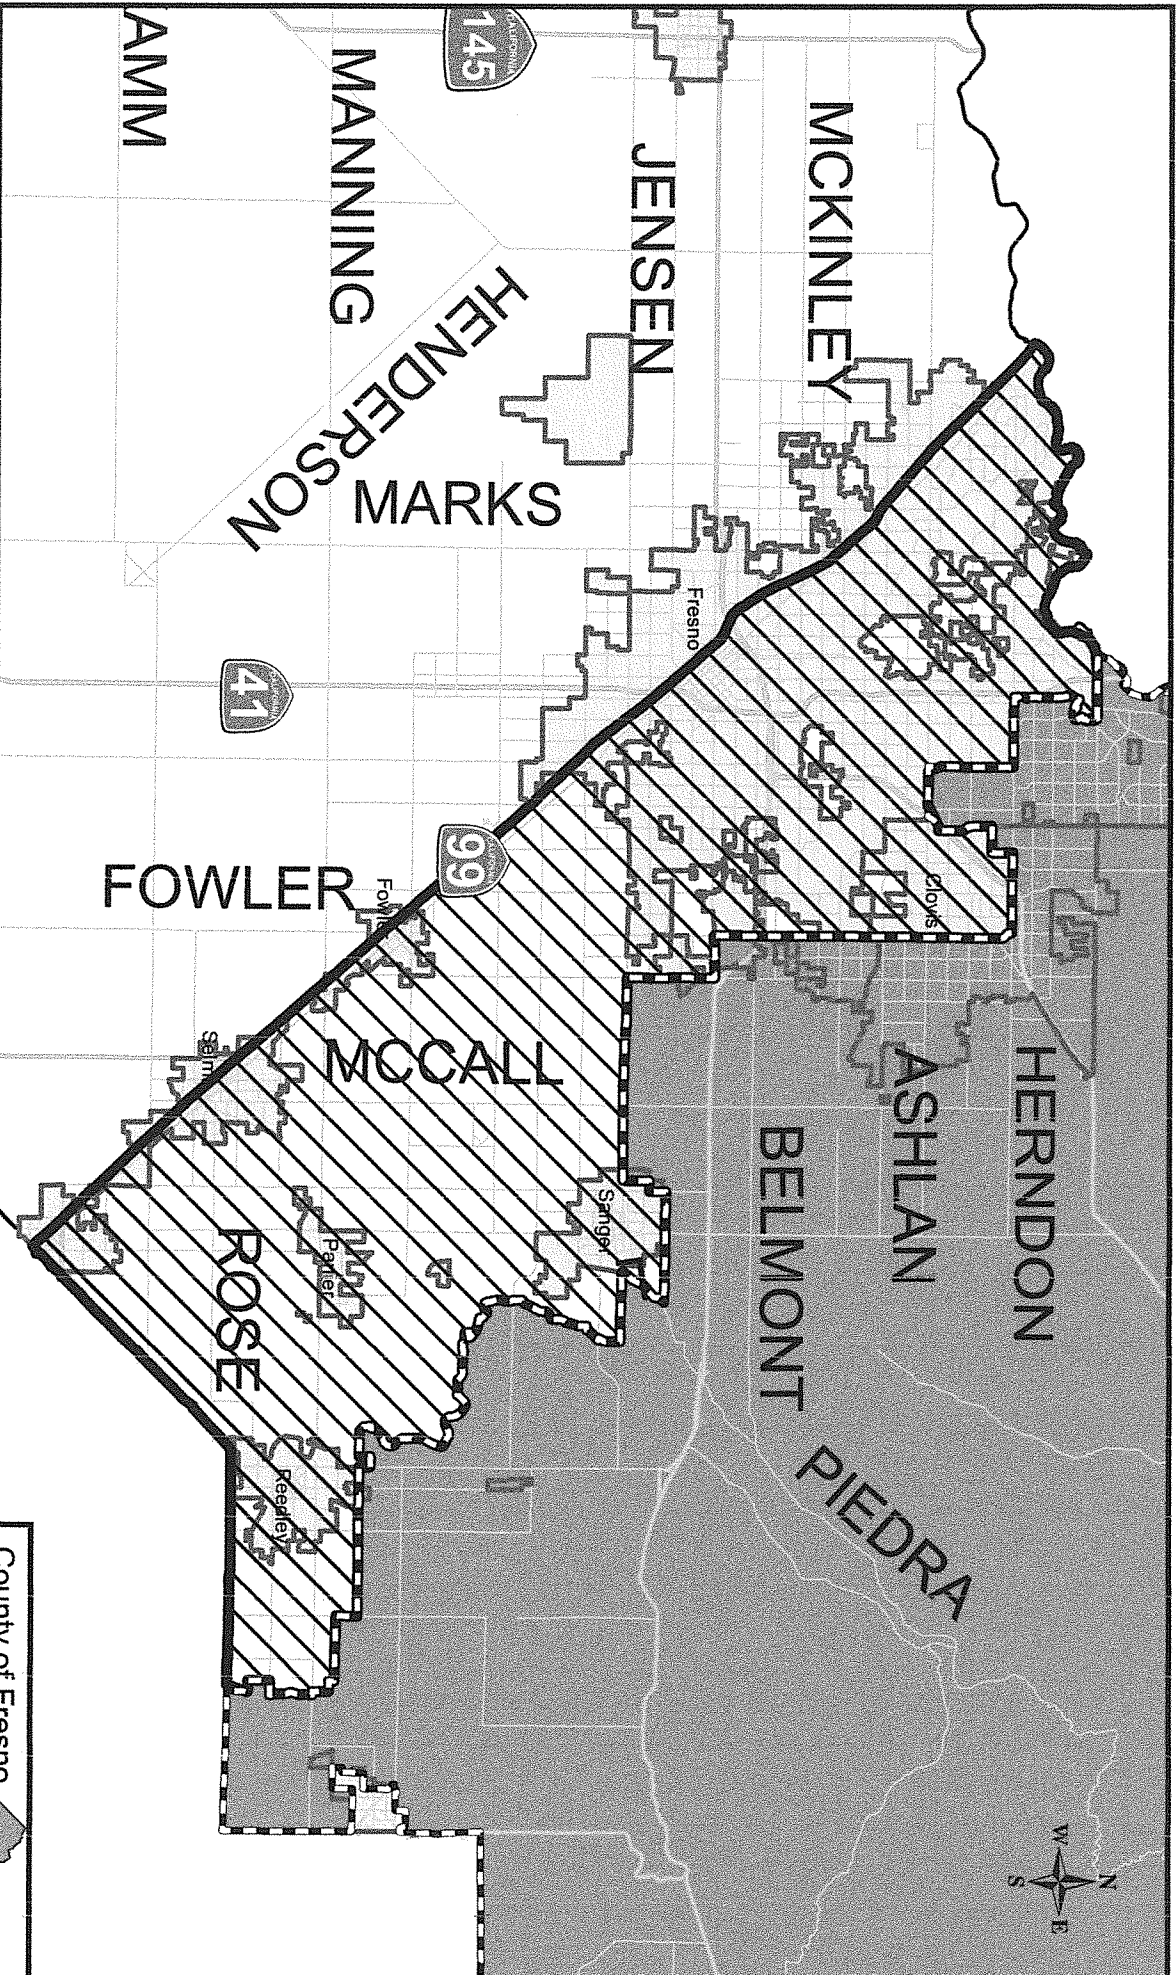 HERNDON
ASHLAN
BELMONT
PIEDRA
MCKINLEY
JENSEN
MANNING
HENDERSON
MARKS
FOWLER
MCCALL
ROSE
AMM
CALIFORNIA
145
41
99
Fresno
Clovis
Sanger
Parlier
Reedley
N
W
E
S
County of Fresno